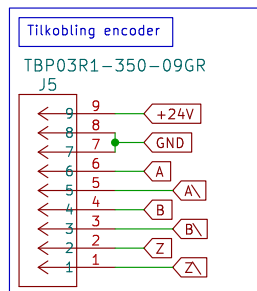 Tilkobling encoder
TBP03R1-350-09GR
J5
9 9 +24V
8 8
GND
7 7
6 6 A
5 5 A\
4 4 B
3 3 B\
2 2 Z
1 1 Z\